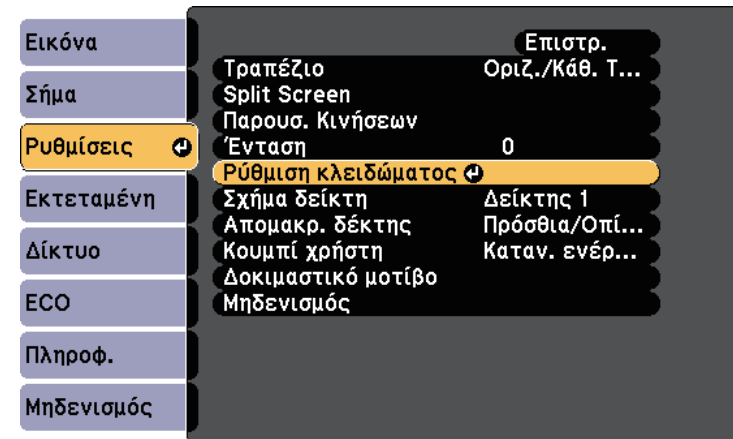 Εικόνα
Σήμα
Ρυθμίσεις
Εκτεταμένη
Δίκτυο
ECO
Πληροφ.
Μηδενισμός
Επιστρ.
Τραπέζιο Οριζ./Κάθ. Τ...
Split Screen
Παρουσ. Κινήσεων
Ένταση 0
Ρύθμιση κλειδώματος
Σχήμα δείκτη Δείκτης 1
Απομακρ. δέκτης Πρόσθια/Οπί...
Κουμπί χρήστη Καταν. ενέρ...
Δοκιμαστικό μοτίβο
Μηδενισμός